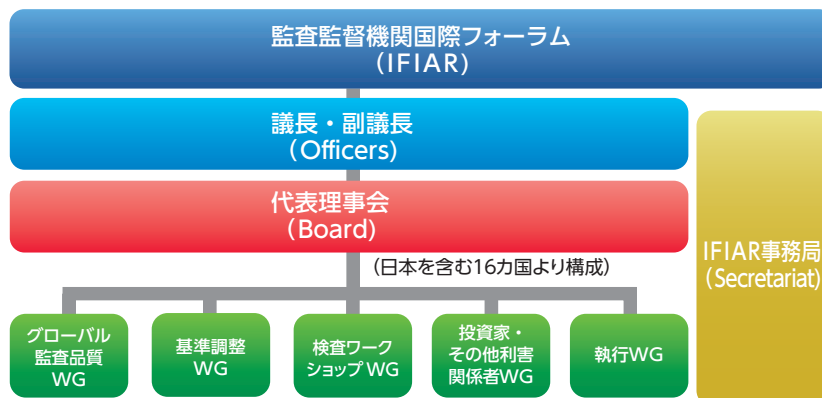 監査監督機関国際フォーラム
(IFIAR)
議長・副議長
(Officers)
代表理事会
(Board)
(日本を含む16カ国より構成)
IFIAR事務局
(Secretariat)
グローバル
監査品質
WG
基準調整
WG
検査ワーク
ショップ WG
投資家・
その他利害
関係者WG
執行WG